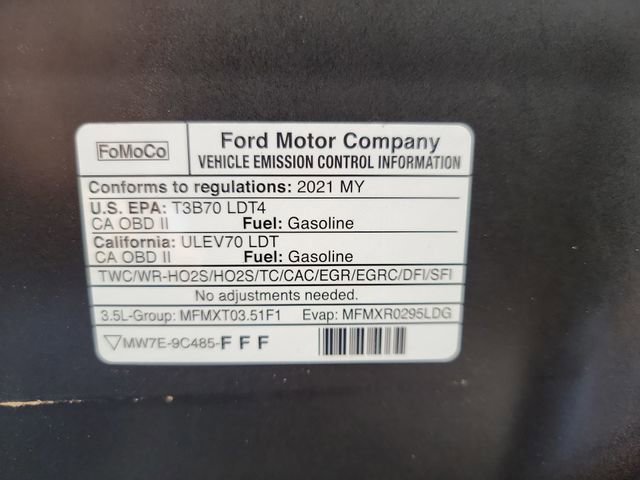 FoMoCo
Ford Motor Company
VEHICLE EMISSION CONTROL INFORMATION
Conforms to regulations: 2021 MY
U.S. EPA: T3B70 LDT4
CA OBD II Fuel: Gasoline
California: ULEV70 LDT
CA OBD II Fuel: Gasoline
TWC/WR-HO2S/HO2S/TC/CAC/EGR/EGRC/DFI/SFI
No adjustments needed.
3.5L-Group: MFMXT03.51F1 Evap: MFMXR0295LDG
MW7E-9C485-F F F